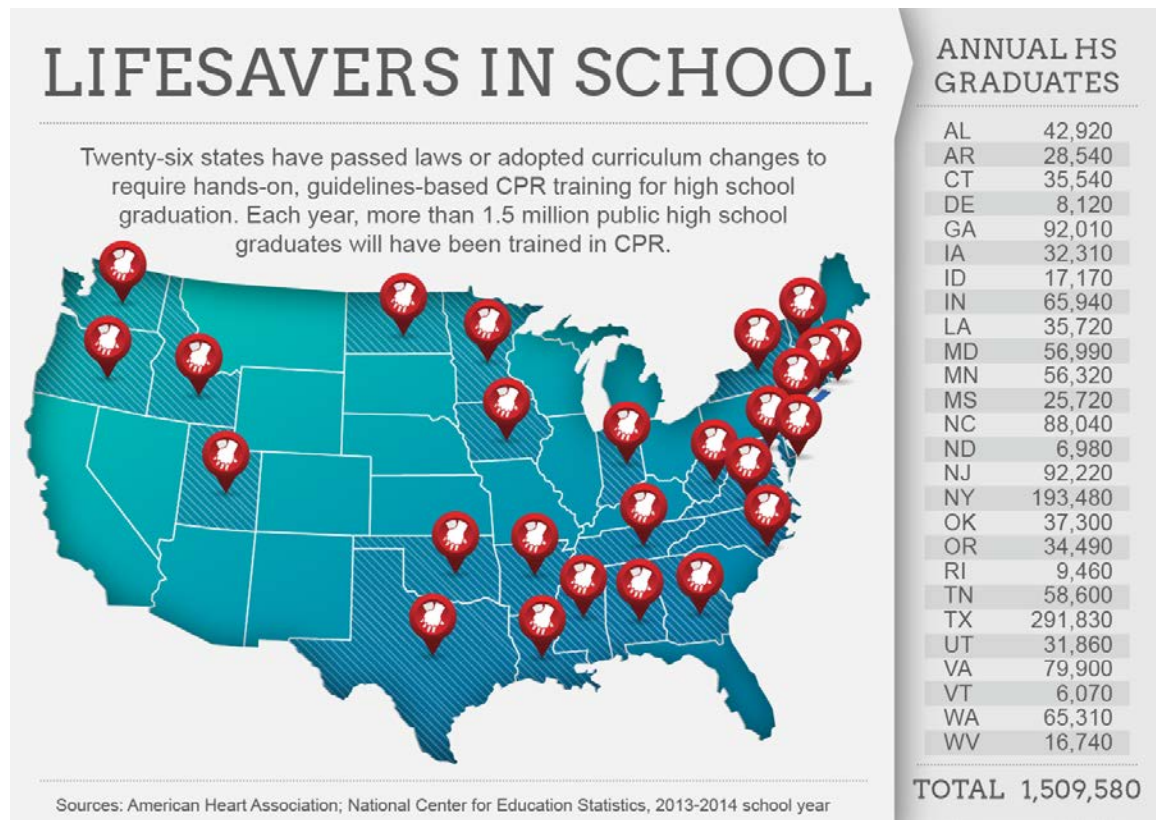 LIFESAVERS IN SCHOOL
Twenty-six states have passed laws or adopted curriculum changes to
require hands-on, guidelines-based CPR training for high school
graduation. Each year, more than 1.5 million public high school
graduates will have been trained in CPR.
Sources: American Heart Association; National Center for Education Statistics, 2013-2014 school year
ANNUAL HS
GRADUATES
AL 42,920
AR 28,540
CT 35,540
DE 8,120
GA 92,010
IA 32,310
ID 17,170
IN 65,940
LA 35,720
MD 56,990
MN 56,320
MS 25,720
NC 88,040
ND 6,980
NJ 92,220
NY 193,480
OK 37,300
OR 34,490
RI 9,460
TN 58,600
TX 291,830
UT 31,860
VA 79,900
VT 6,070
WA 65,310
WV 16,740
TOTAL 1,509,580